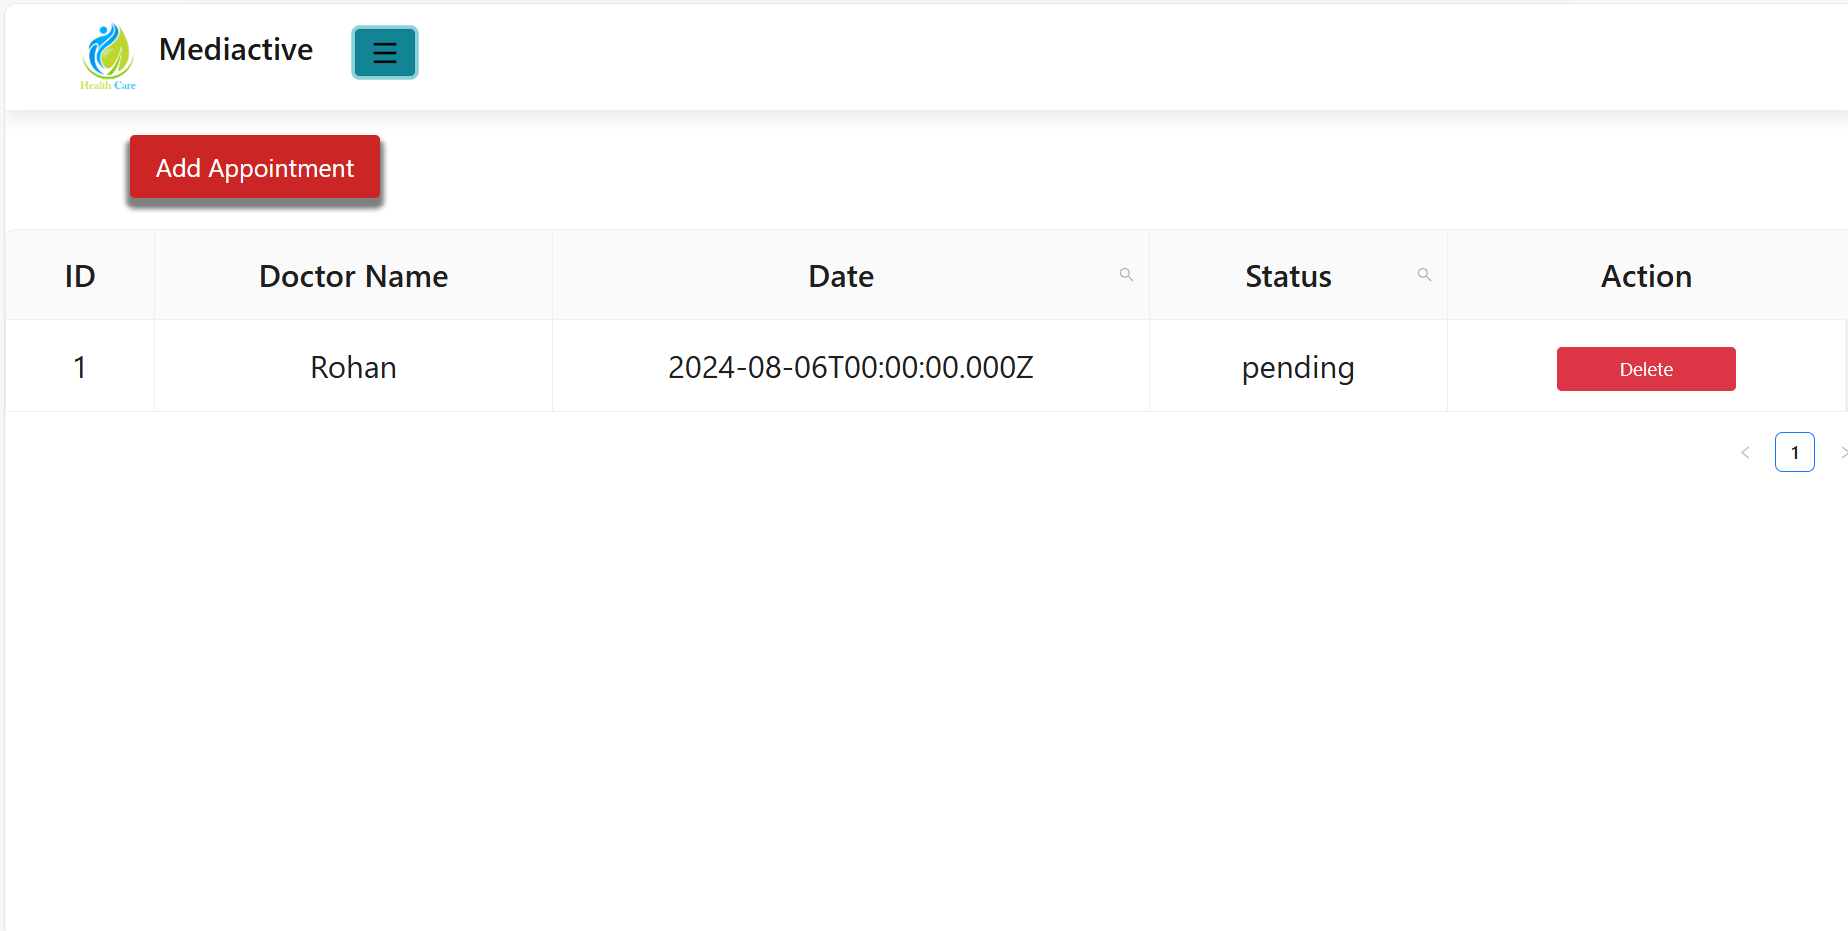 Mediactive
Health Care
Add Appointment
ID Doctor Name Date Status Action
1 Rohan 2024-08-06T00:00:00.000Z pending Delete
1